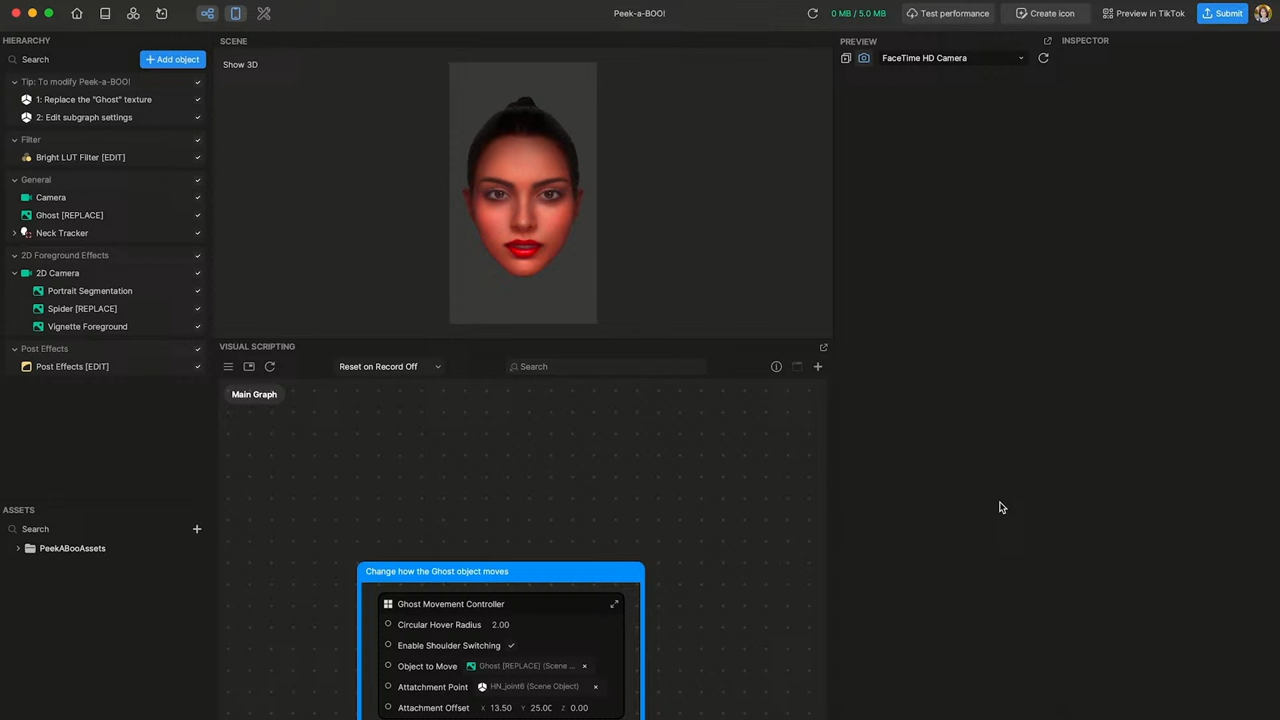 Peek-a-BOO!
0 MB / 5.0 MB
Test performance
Create icon
Preview in TikTok
Submit
HIERARCHY
Search
Add object
Tip: To modify Peek-a-BOO!
1: Replace the "Ghost" texture
2: Edit subgraph settings
Filter
Bright LUT Filter [EDIT]
General
Camera
Ghost [REPLACE]
Neck Tracker
2D Foreground Effects
2D Camera
Portrait Segmentation
Spider [REPLACE]
Vignette Foreground
Post Effects
Post Effects [EDIT]
ASSETS
Search
PeekABooAssets
SCENE
Show 3D
VISUAL SCRIPTING
Reset on Record Off
Search
Main Graph
Change how the Ghost object moves
Ghost Movement Controller
Circular Hover Radius 2.00
Enable Shoulder Switching
Object to Move Ghost [REPLACE] (Scene ...
Attatchment Point HN_joint6 (Scene Object)
Attatchment Offset X 13.50 Y 25.00 Z 0.00
PREVIEW
FaceTime HD Camera
INSPECTOR